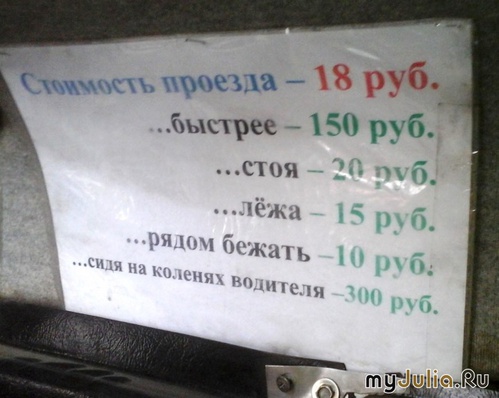 Стоимость проезда – 18 руб.
...быстрее – 150 руб.
...стоя – 20 руб.
...лёжа – 15 руб.
...рядом бежать –10 руб.
...сидя на коленях водителя –300 руб.
myJulia.Ru